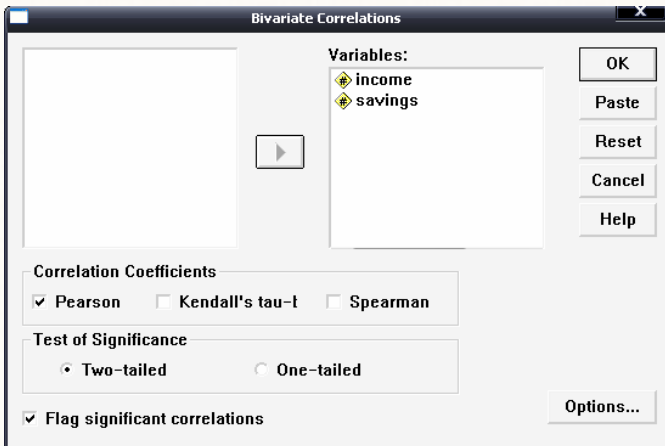 Bivariate Correlations
X
Variables:
# income
# savings
OK
Paste
Reset
Cancel
Help
Correlation Coefficients
Pearson
Kendall's tau-b
Spearman
Test of Significance
Two-tailed
One-tailed
Flag significant correlations
Options...